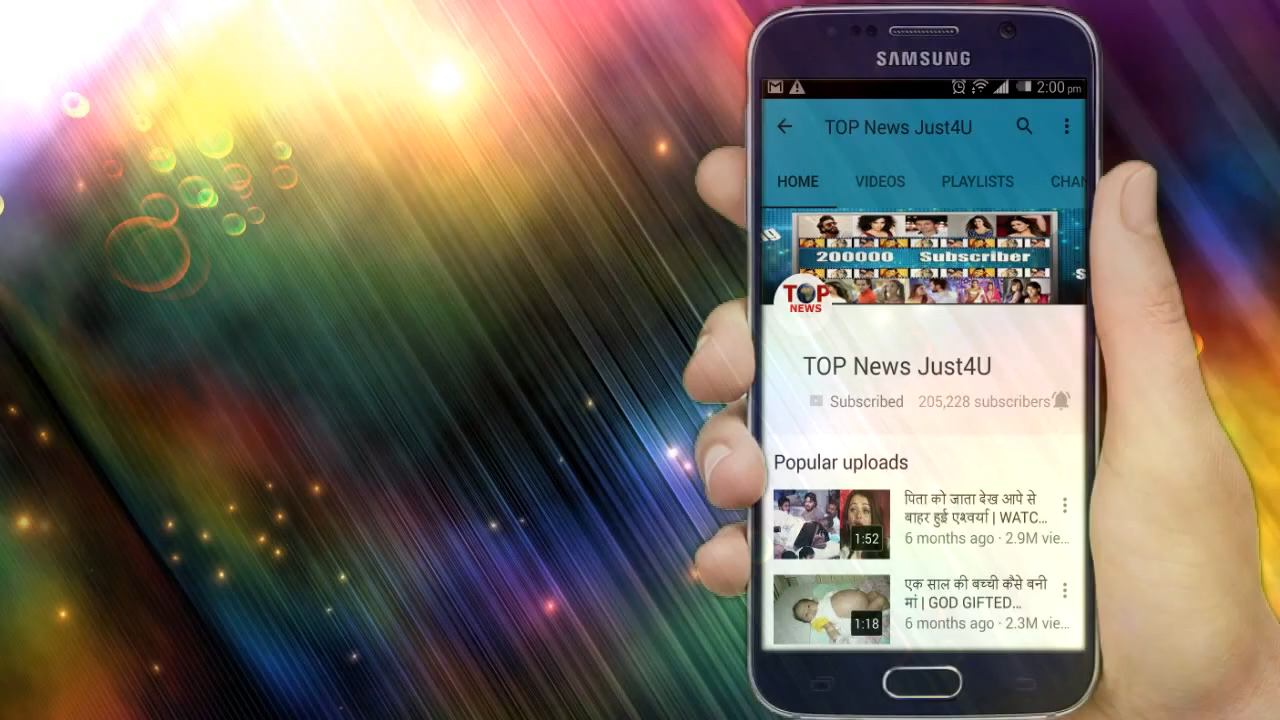 SAMSUNG
2:00 pm
TOP News Just4U
HOME VIDEOS PLAYLISTS CHAN
200000 Subscriber
TOP
NEWS
TOP News Just4U
Subscribed 205,228 subscribers
Popular uploads
पिता को जाता देख आपे से
बाहर हुई एश्वर्या | WATC...
1:52
6 months ago · 2.9M vie...
एक साल की बच्ची कैसे बनी
मां | GOD GIFTED...
1:18
6 months ago · 2.3M vie...